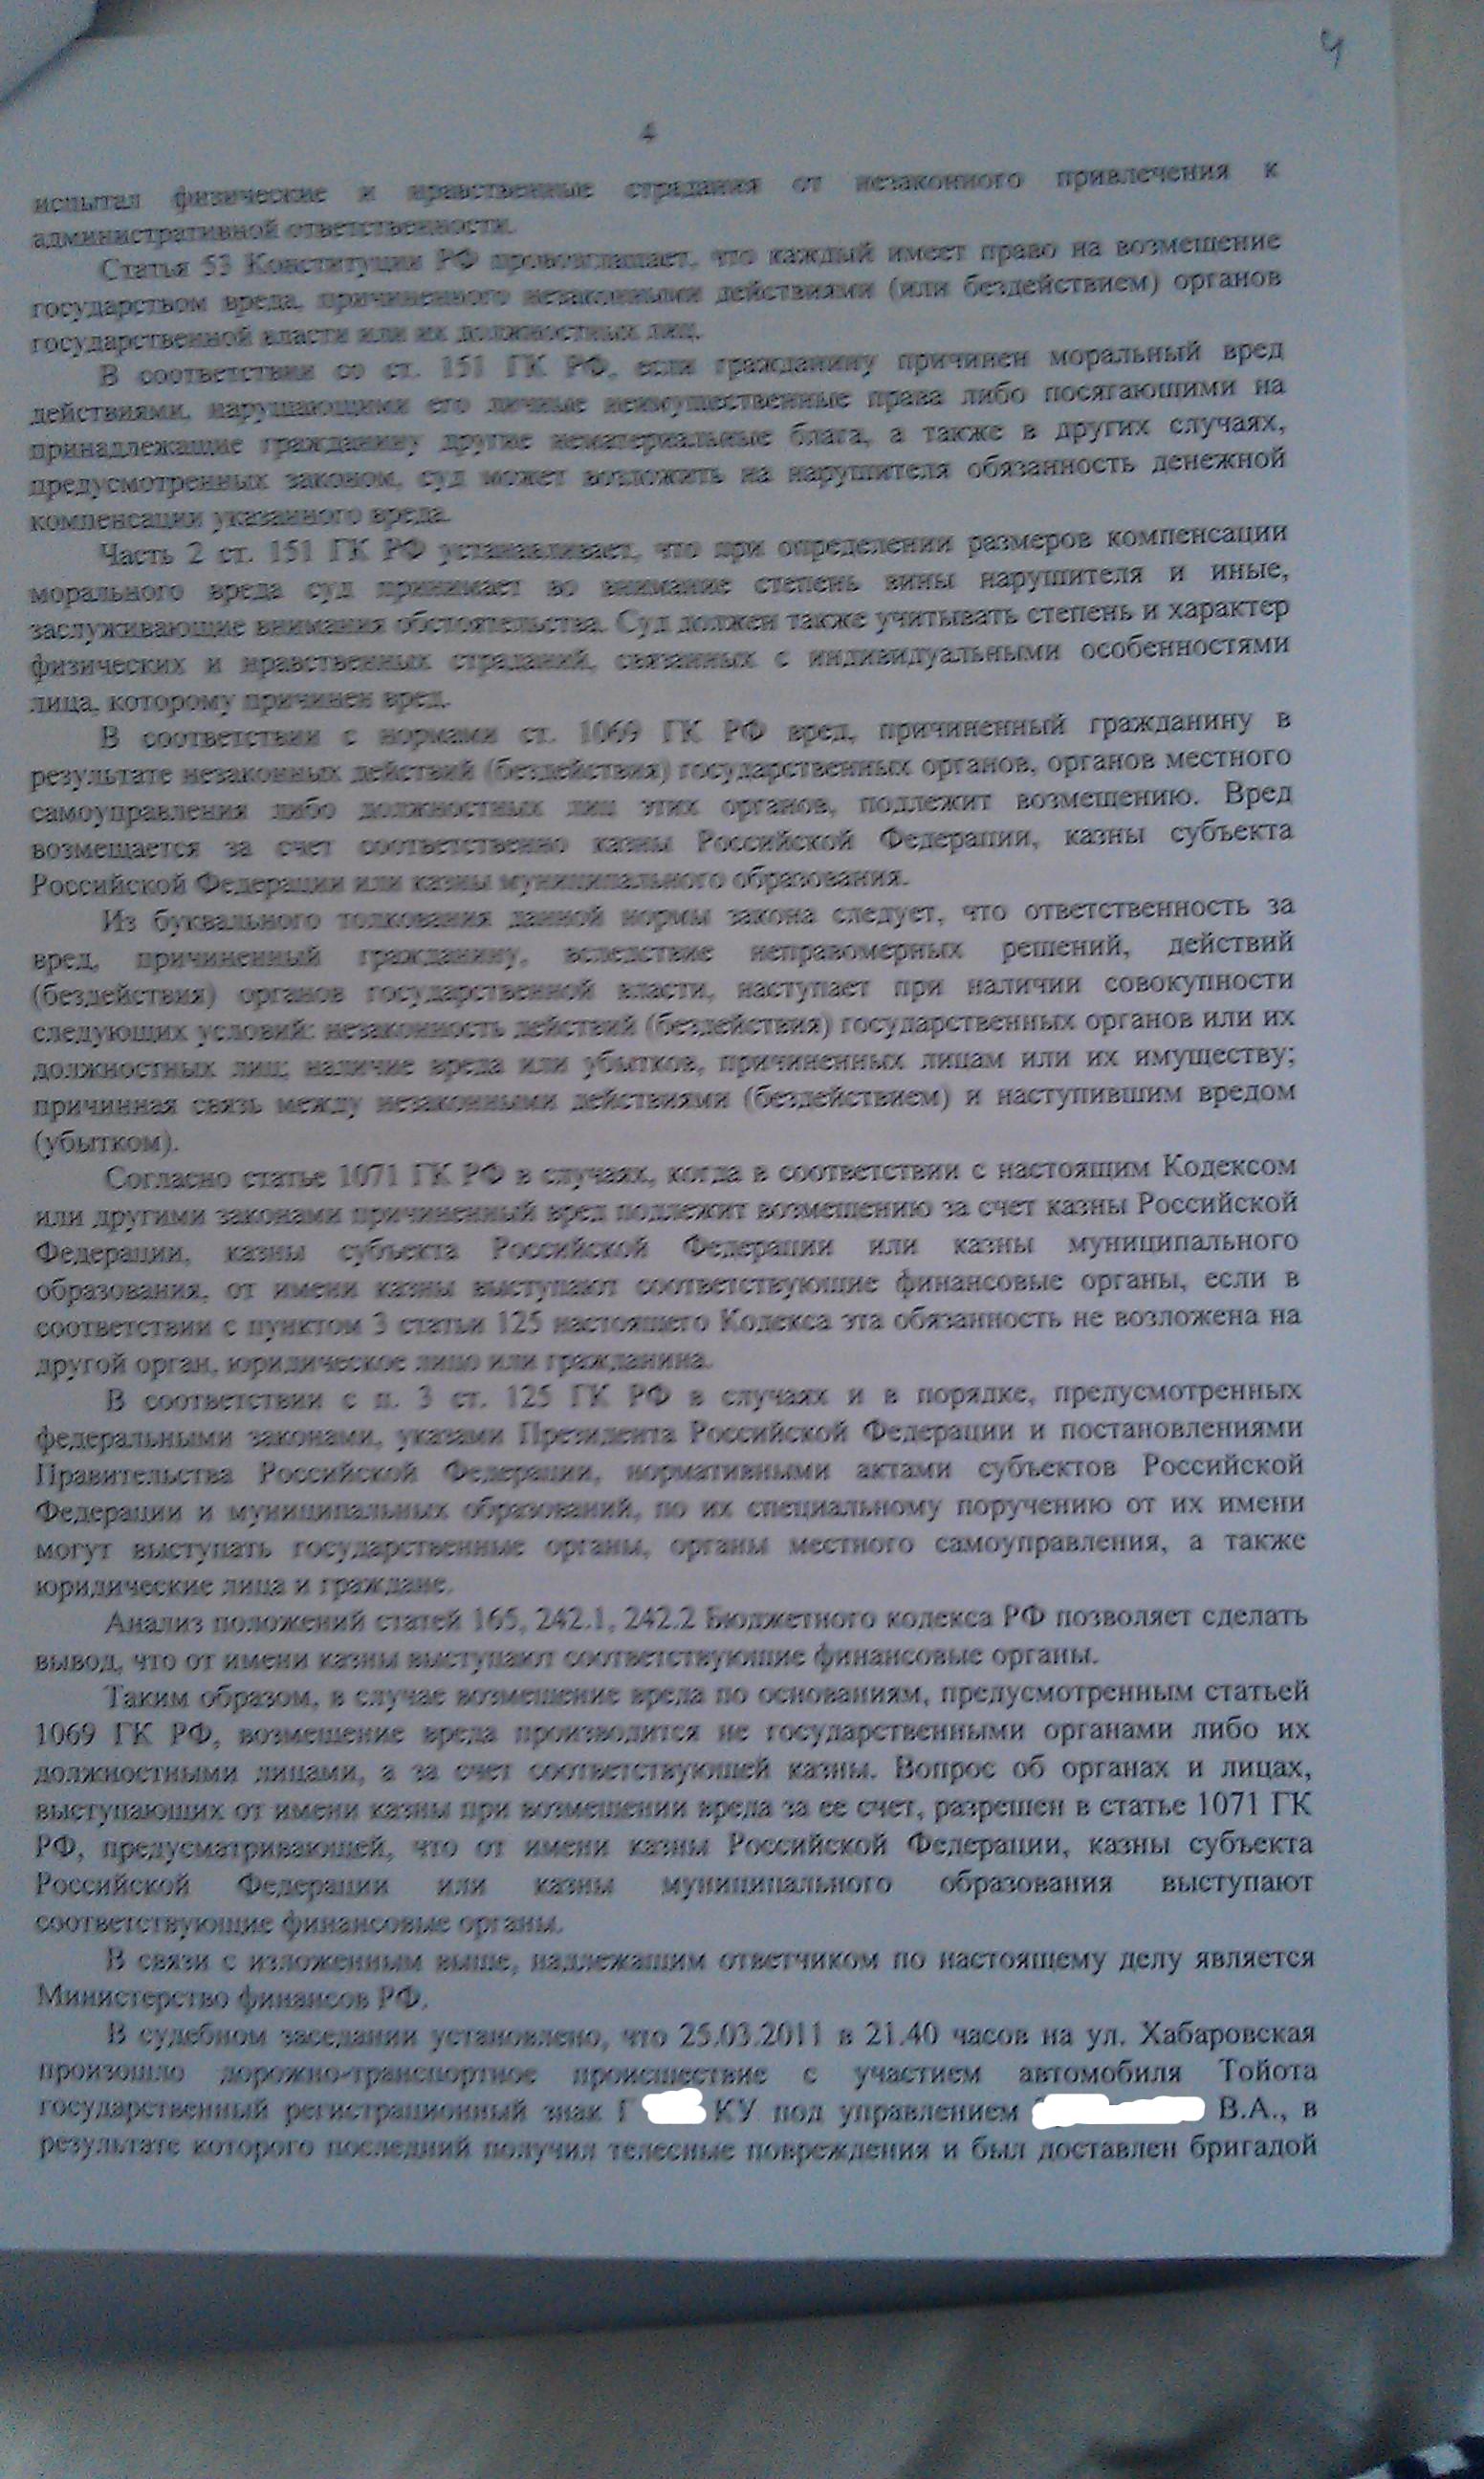 4
4
испытал физические и нравственные страдания от незаконного привлечения к
административной ответственности.
Статья 53 Конституции РФ провозглашает, что каждый имеет право на возмещение
государством вреда, причиненного незаконными действиями (или бездействием) органов
государственной власти или их должностных лиц.
В соответствии со ст. 151 ГК РФ, если гражданину причинен моральный вред
действиями, нарушающими его личные неимущественные права либо посягающими на
принадлежащие гражданину другие нематериальные блага, а также в других случаях,
предусмотренных законом, суд может возложить на нарушителя обязанность денежной
компенсации указанного вреда.
Часть 2 ст. 151 ГК РФ устанавливает, что при определении размеров компенсации
морального вреда суд принимает во внимание степень вины нарушителя и иные,
заслуживающие внимания обстоятельства. Суд должен также учитывать степень и характер
физических и нравственных страданий, связанных с индивидуальными особенностями
лица, которому причинен вред.
В соответствии с нормами ст. 1069 ГК РФ вред, причиненный гражданину в
результате незаконных действий (бездействия) государственных органов, органов местного
самоуправления либо должностных лиц этих органов, подлежит возмещению. Вред
возмещается за счет соответственно казны Российской Федерации, казны субъекта
Российской Федерации или казны муниципального образования.
Из буквального толкования данной нормы закона следует, что ответственность за
вред, причиненный гражданину, вследствие неправомерных решений, действий
(бездействия) органов государственной власти, наступает при наличии совокупности
следующих условий: незаконность действий (бездействия) государственных органов или их
должностных лиц; наличие вреда или убытков, причиненных лицам или их имуществу;
причинная связь между незаконными действиями (бездействием) и наступившим вредом
(убытком).
Согласно статье 1071 ГК РФ в случаях, когда в соответствии с настоящим Кодексом
или другими законами причиненный вред подлежит возмещению за счет казны Российской
Федерации, казны субъекта Российской Федерации или казны муниципального
образования, от имени казны выступают соответствующие финансовые органы, если в
соответствии с пунктом 3 статьи 125 настоящего Кодекса эта обязанность не возложена на
другой орган, юридическое лицо или гражданина.
В соответствии с п. 3 ст. 125 ГК РФ в случаях и в порядке, предусмотренных
федеральными законами, указами Президента Российской Федерации и постановлениями
Правительства Российской Федерации, нормативными актами субъектов Российской
Федерации и муниципальных образований, по их специальному поручению от их имени
могут выступать государственные органы, органы местного самоуправления, а также
юридические лица и граждане.
Анализ положений статей 165, 242.1, 242.2 Бюджетного кодекса РФ позволяет сделать
вывод, что от имени казны выступают соответствующие финансовые органы.
Таким образом, в случае возмещение вреда по основаниям, предусмотренным статьей
1069 ГК РФ, возмещение вреда производится не государственными органами либо их
должностными лицами, а за счет соответствующей казны. Вопрос об органах и лицах,
выступающих от имени казны при возмещении вреда за ее счет, разрешен в статье 1071 ГК
РФ, предусматривающей, что от имени казны Российской Федерации, казны субъекта
Российской Федерации или казны муниципального образования выступают
соответствующие финансовые органы.
В связи с изложенным выше, надлежащим ответчиком по настоящему делу является
Министерство финансов РФ.
В судебном заседании установлено, что 25.03.2011 в 21.40 часов на ул. Хабаровская
произошло дорожно-транспортное происшествие с участием автомобиля Тойота
государственный регистрационный знак Г КУ под управлением В.А., в
результате которого последний получил телесные повреждения и был доставлен бригадой